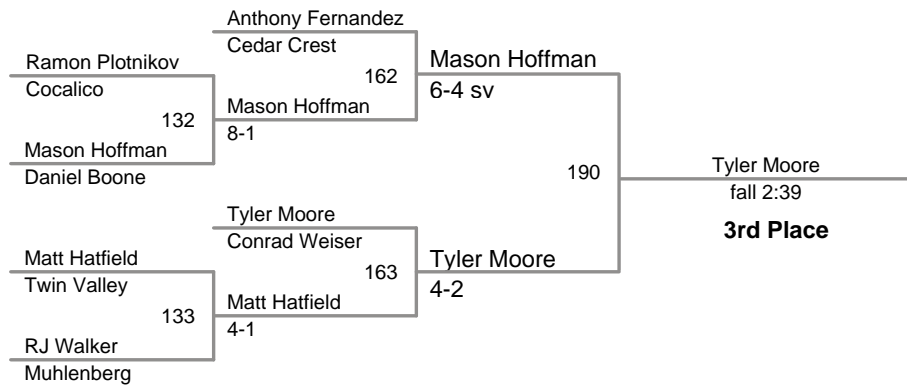 Anthony Fernandez
Cedar Crest
Ramon Plotnikov
Cocalico
162
Mason Hoffman
6-4 sv
132
Mason Hoffman
8-1
Mason Hoffman
Daniel Boone
190
Tyler Moore
fall 2:39
3rd Place
Tyler Moore
Conrad Weiser
Matt Hatfield
Twin Valley
163
Tyler Moore
4-2
133
Matt Hatfield
4-1
RJ Walker
Muhlenberg